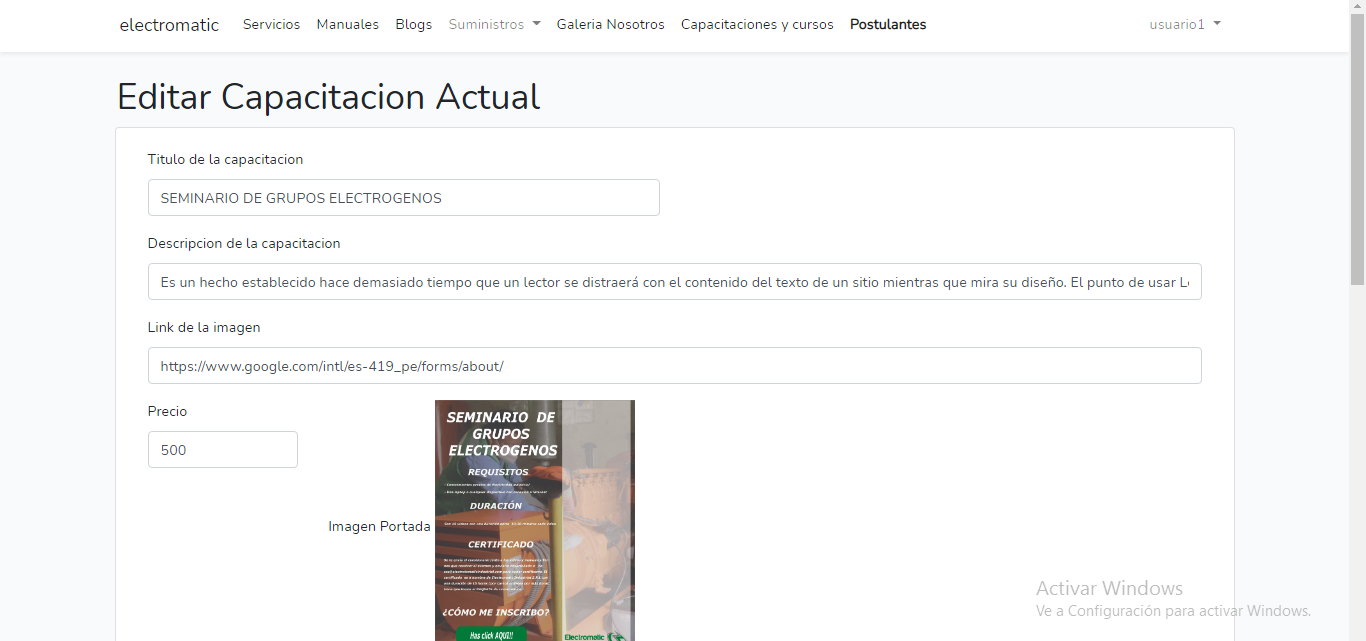 electromatic Servicios Manuales Blogs Suministros Galeria Nosotros Capacitaciones y cursos Postulantes usuario1
Editar Capacitacion Actual
Titulo de la capacitacion
SEMINARIO DE GRUPOS ELECTROGENOS
Descripcion de la capacitacion
Es un hecho establecido hace demasiado tiempo que un lector se distraerá con el contenido del texto de un sitio mientras que mira su diseño. El punto de usar L
Link de la imagen
https://www.google.com/intl/es-419_pe/forms/about/
Precio
500
Imagen Portada
SEMINARIO DE
GRUPOS
ELECTROGENOS
REQUISITOS
DURACIÓN
CERTIFICADO
¿CÓMO ME INSCRIBO?
Has click AQUI!!
Electromatic
Activar Windows
Ve a Configuración para activar Windows.